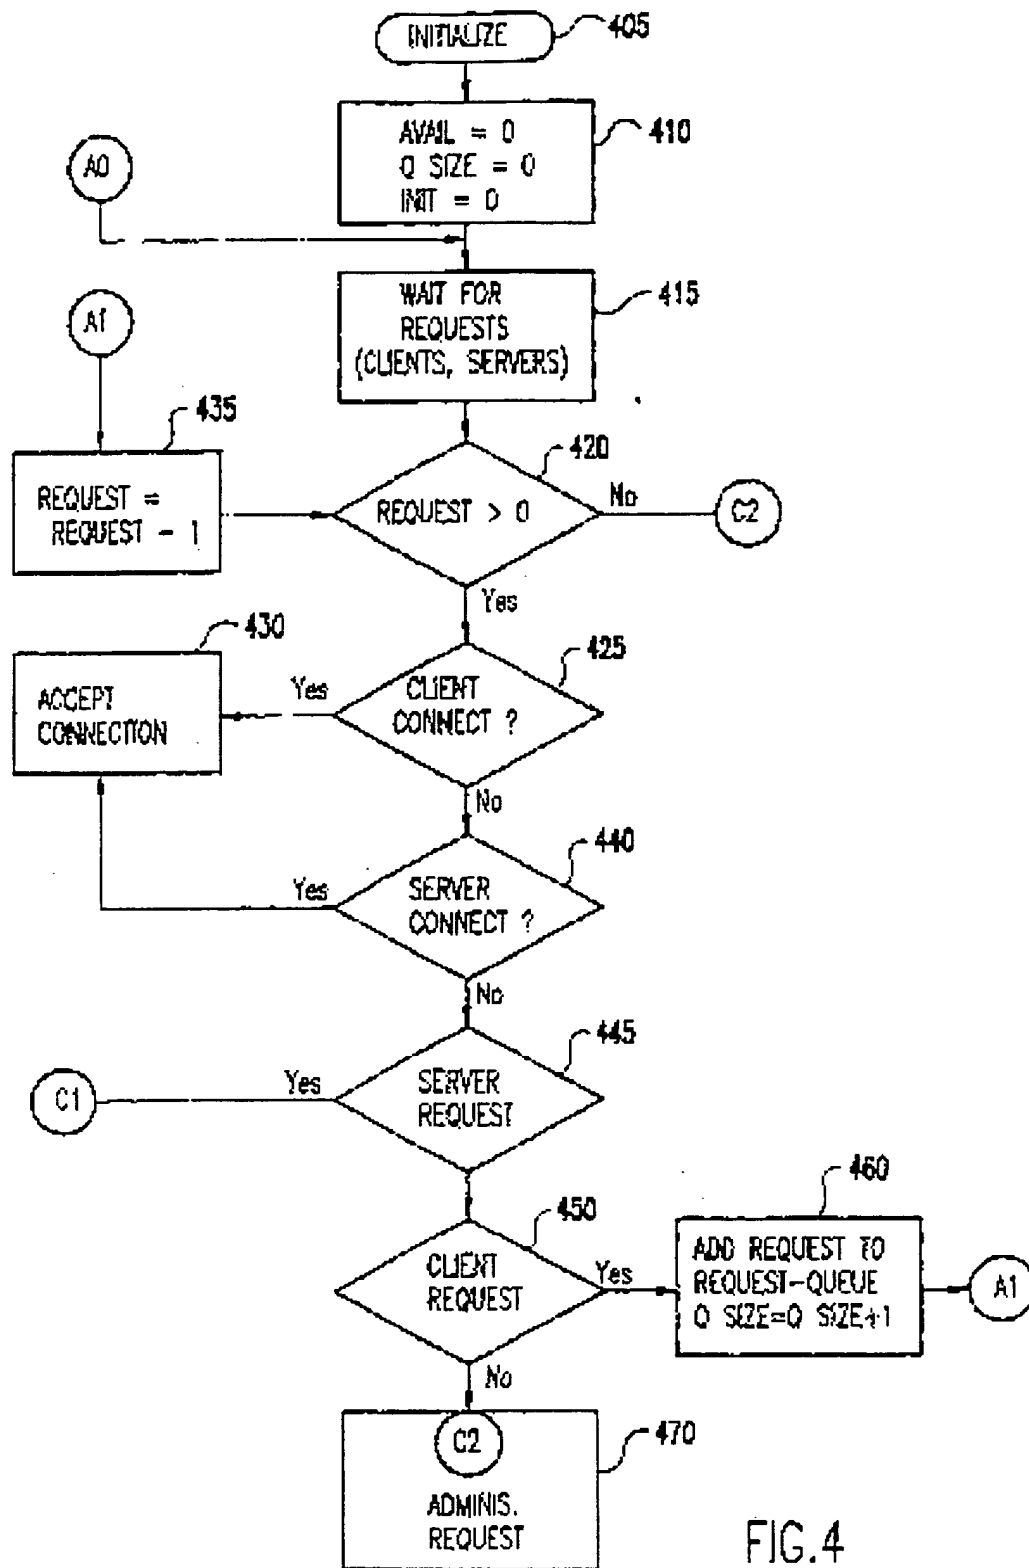 INITIALIZE
405
AVAIL = 0
Q SIZE = 0
INIT = 0
410
A0
WAIT FOR
REQUESTS
(CLIENTS, SERVERS)
415
A1
435
REQUEST =
REQUEST - 1
420
REQUEST > 0
No
C2
Yes
430
ACCEPT
CONNECTION
Yes
425
CLIENT
CONNECT ?
No
440
Yes
SERVER
CONNECT ?
No
445
C1
Yes
SERVER
REQUEST
450
CLIENT
REQUEST
Yes
460
ADD REQUEST TO
REQUEST-QUEUE
Q SIZE=Q SIZE+1
A1
No
C2
470
ADMINIS.
REQUEST
FIG.4